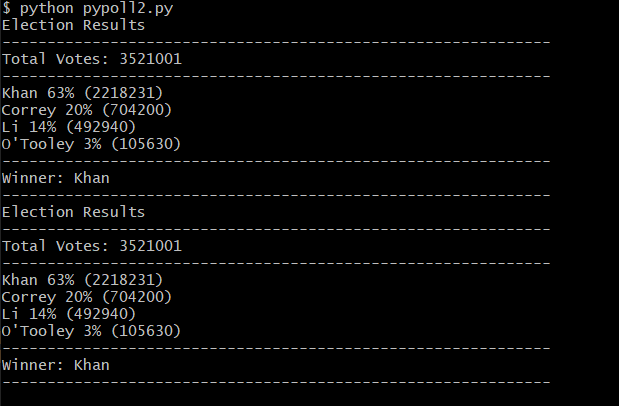 $ python pypoll2.py
Election Results
-------------------------------------------------------------
Total Votes: 3521001
-------------------------------------------------------------
Khan 63% (2218231)
Correy 20% (704200)
Li 14% (492940)
O'Tooley 3% (105630)
-------------------------------------------------------------
Winner: Khan
-------------------------------------------------------------
Election Results
-------------------------------------------------------------
Total Votes: 3521001
-------------------------------------------------------------
Khan 63% (2218231)
Correy 20% (704200)
Li 14% (492940)
O'Tooley 3% (105630)
-------------------------------------------------------------
Winner: Khan
-------------------------------------------------------------